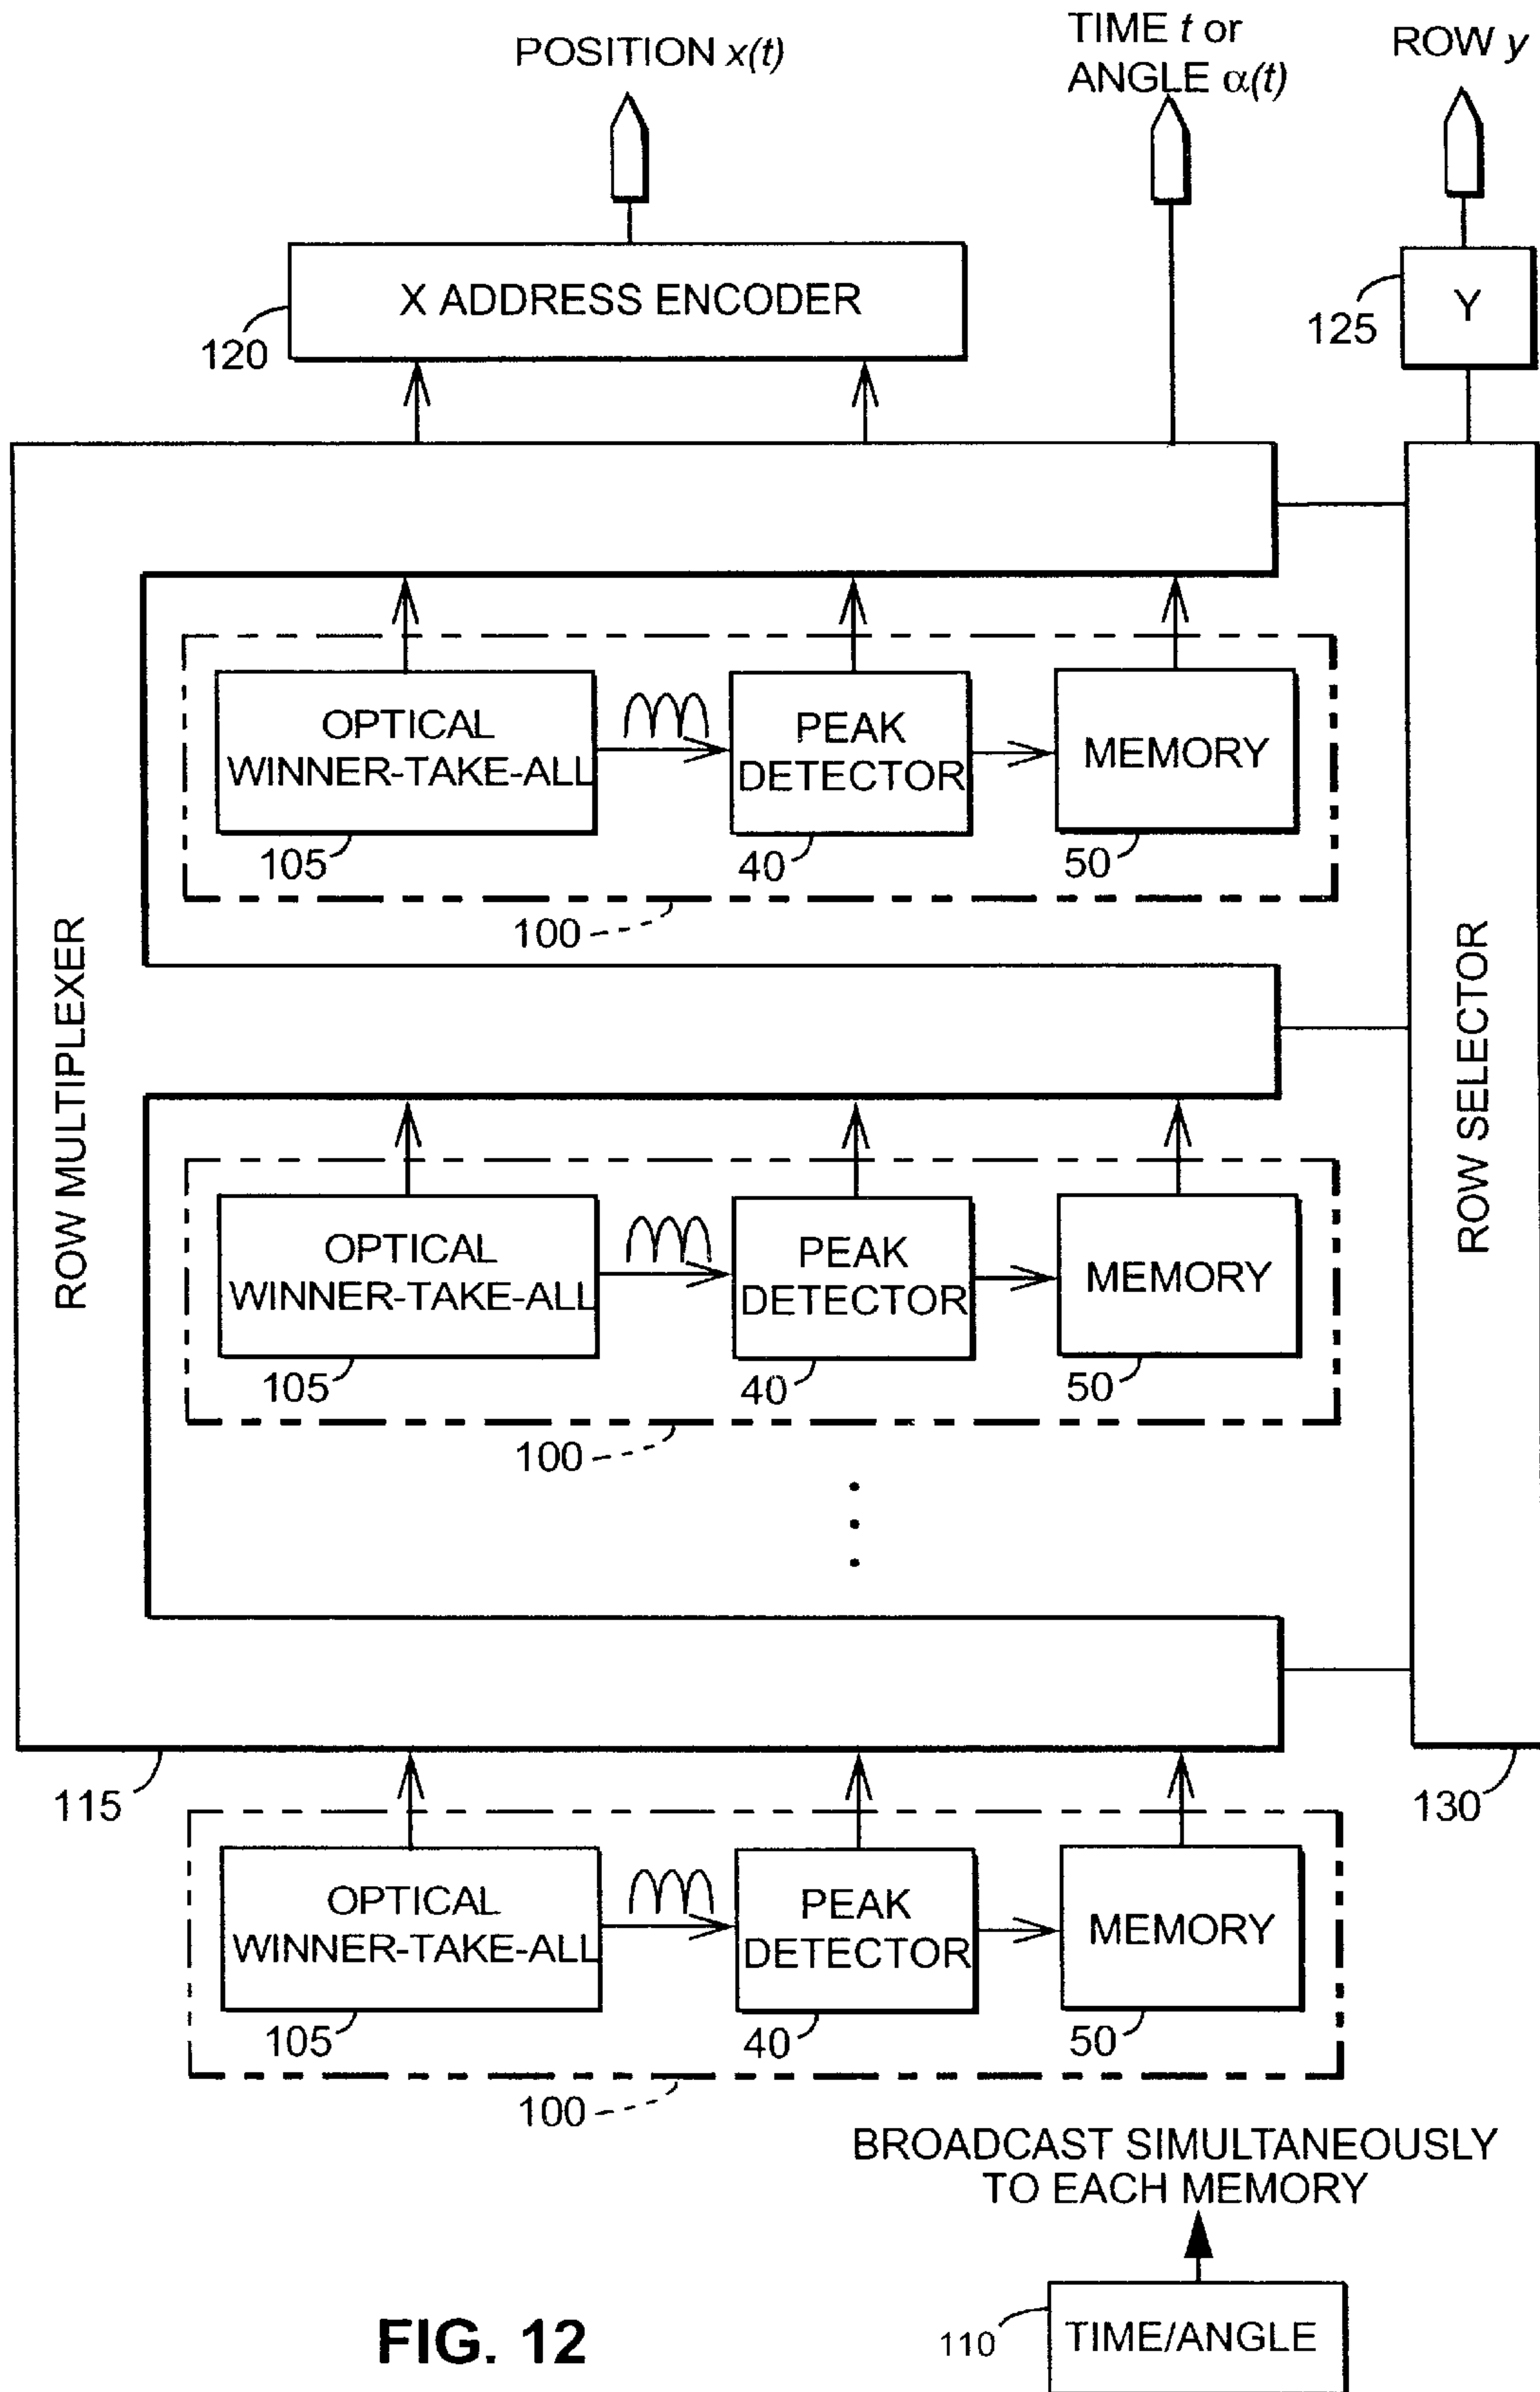 POSITION x(t)
TIME t or
ANGLE α(t)
ROW y
X ADDRESS ENCODER
120
125
Y
ROW MULTIPLEXER
ROW SELECTOR
OPTICAL
WINNER-TAKE-ALL
PEAK
DETECTOR
MEMORY
105
40
50
100
OPTICAL
WINNER-TAKE-ALL
PEAK
DETECTOR
MEMORY
105
40
50
100
115
130
OPTICAL
WINNER-TAKE-ALL
PEAK
DETECTOR
MEMORY
105
40
50
100
BROADCAST SIMULTANEOUSLY
TO EACH MEMORY
110
TIME/ANGLE
FIG. 12